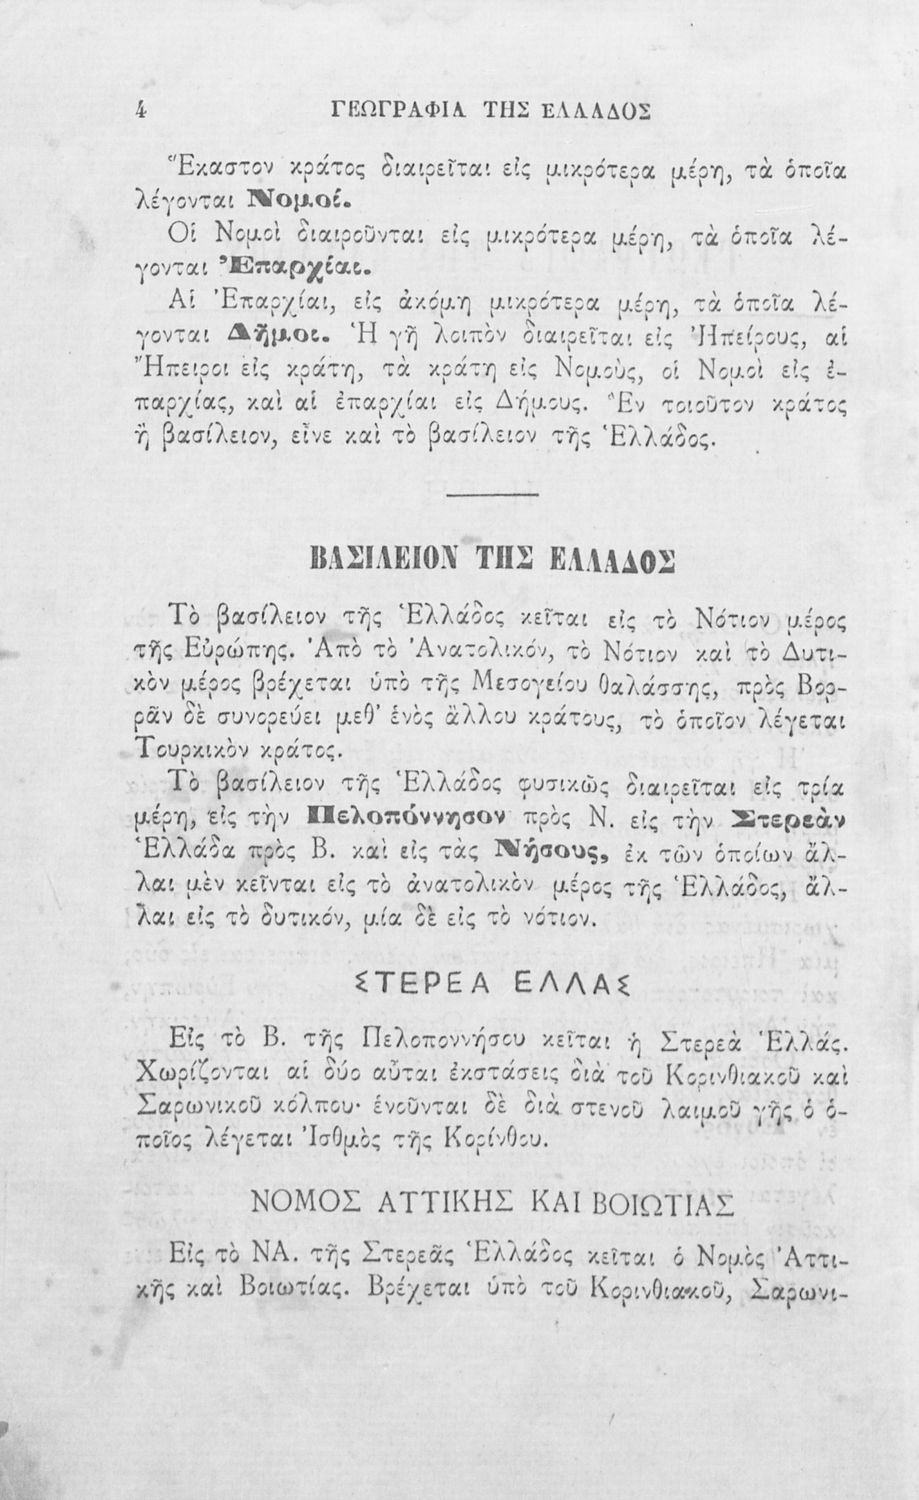 4 ΓΕΩΓΡΑΦΙΑ ΤΗΣ ΕΛΛΑΔΟΣ
Ἕκαστον κράτος διαιρεῖται εἰς μικρότερα μέρη, τὰ ὁποῖα
λέγονται Νομοί.
Οἱ Νομοὶ διαιροῦνται εἰς μικρότερα μέρη, τὰ ὁποῖα λέ-
γονται Ἐπαρχίαι.
Αἱ Ἐπαρχίαι, εἰς ἀκόμη μικρότερα μέρη, τὰ ὁποῖα λέ-
γονται Δῆμοι. Ἡ γῆ λοιπὸν διαιρεῖται εἰς Ἠπείρους, αἱ
Ἤπειροι εἰς κράτη, τὰ κράτη εἰς Νομοὺς, οἱ Νομοὶ εἰς ἐ-
παρχίας, καὶ αἱ ἐπαρχίαι εἰς Δήμους. Ἓν τοιοῦτον κράτος
ἢ βασίλειον, εἶνε καὶ τὸ βασίλειον τῆς Ἑλλάδος.
ΒΑΣΙΛΕΙΟΝ ΤΗΣ ΕΛΛΑΔΟΣ
Τὸ βασίλειον τῆς Ἑλλάδος κεῖται εἰς τὸ Νότιον μέρος
τῆς Εὐρώπης. Ἀπὸ τὸ Ἀνατολικόν, τὸ Νότιον καὶ τὸ Δυτι-
κὸν μέρος βρέχεται ὑπὸ τῆς Μεσογείου θαλάσσης, πρὸς Βορ-
ρᾶν δὲ συνορεύει μεθ' ἑνὸς ἄλλου κράτους, τὸ ὁποῖον λέγεται
Τουρκικὸν κράτος.
Τὸ βασίλειον τῆς Ἑλλάδος φυσικῶς διαιρεῖται εἰς τρία
μέρη, εἰς τὴν Πελοπόννησον πρὸς Ν. εἰς τὴν Στερεὰν
Ἑλλάδα πρὸς Β. καὶ εἰς τὰς Νήσους, ἐκ τῶν ὁποίων ἄλ-
λαι μὲν κεῖνται εἰς τὸ ἀνατολικὸν μέρος τῆς Ἑλλάδος, ἄλ-
λαι εἰς τὸ δυτικόν, μία δὲ εἰς τὸ νότιον.
ΣΤΕΡΕΑ ΕΛΛΑΣ
Εἰς τὸ Β. τῆς Πελοποννήσου κεῖται ἡ Στερεὰ Ἑλλάς.
Χωρίζονται αἱ δύο αὗται ἐκστάσεις διὰ τοῦ Κορινθιακοῦ καὶ
Σαρωνικοῦ κόλπου· ἑνοῦνται δὲ διὰ στενοῦ λαιμοῦ γῆς ὁ ὁ-
ποῖος λέγεται Ἰσθμὸς τῆς Κορίνθου.
ΝΟΜΟΣ ΑΤΤΙΚΗΣ ΚΑΙ ΒΟΙΩΤΙΑΣ
Εἰς τὸ ΝΑ. τῆς Στερεᾶς Ἑλλάδος κεῖται ὁ Νομὸς Ἀττι-
κῆς καὶ Βοιωτίας. Βρέχεται ὑπὸ τοῦ Κορινθιακοῦ, Σαρωνι-